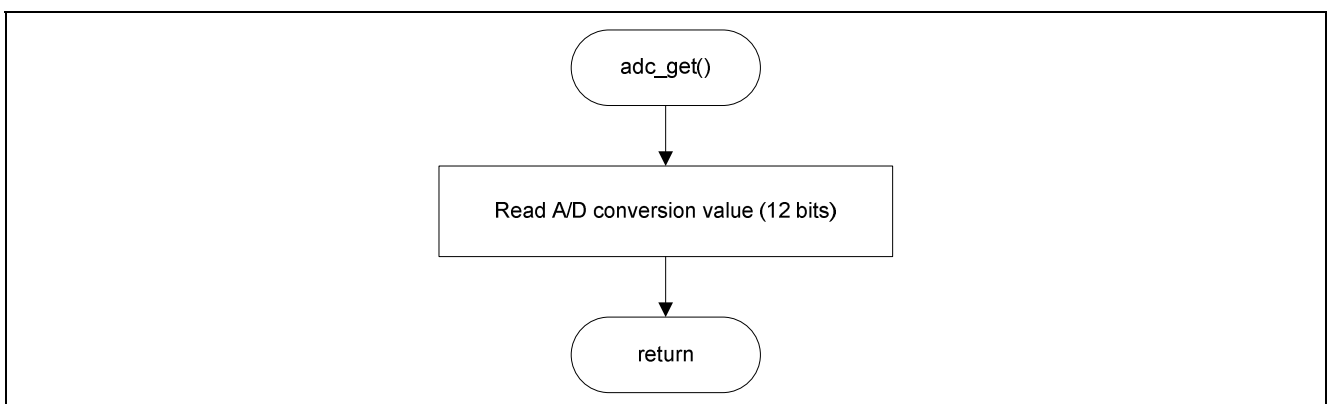 adc_get()
Read A/D conversion value (12 bits)
return